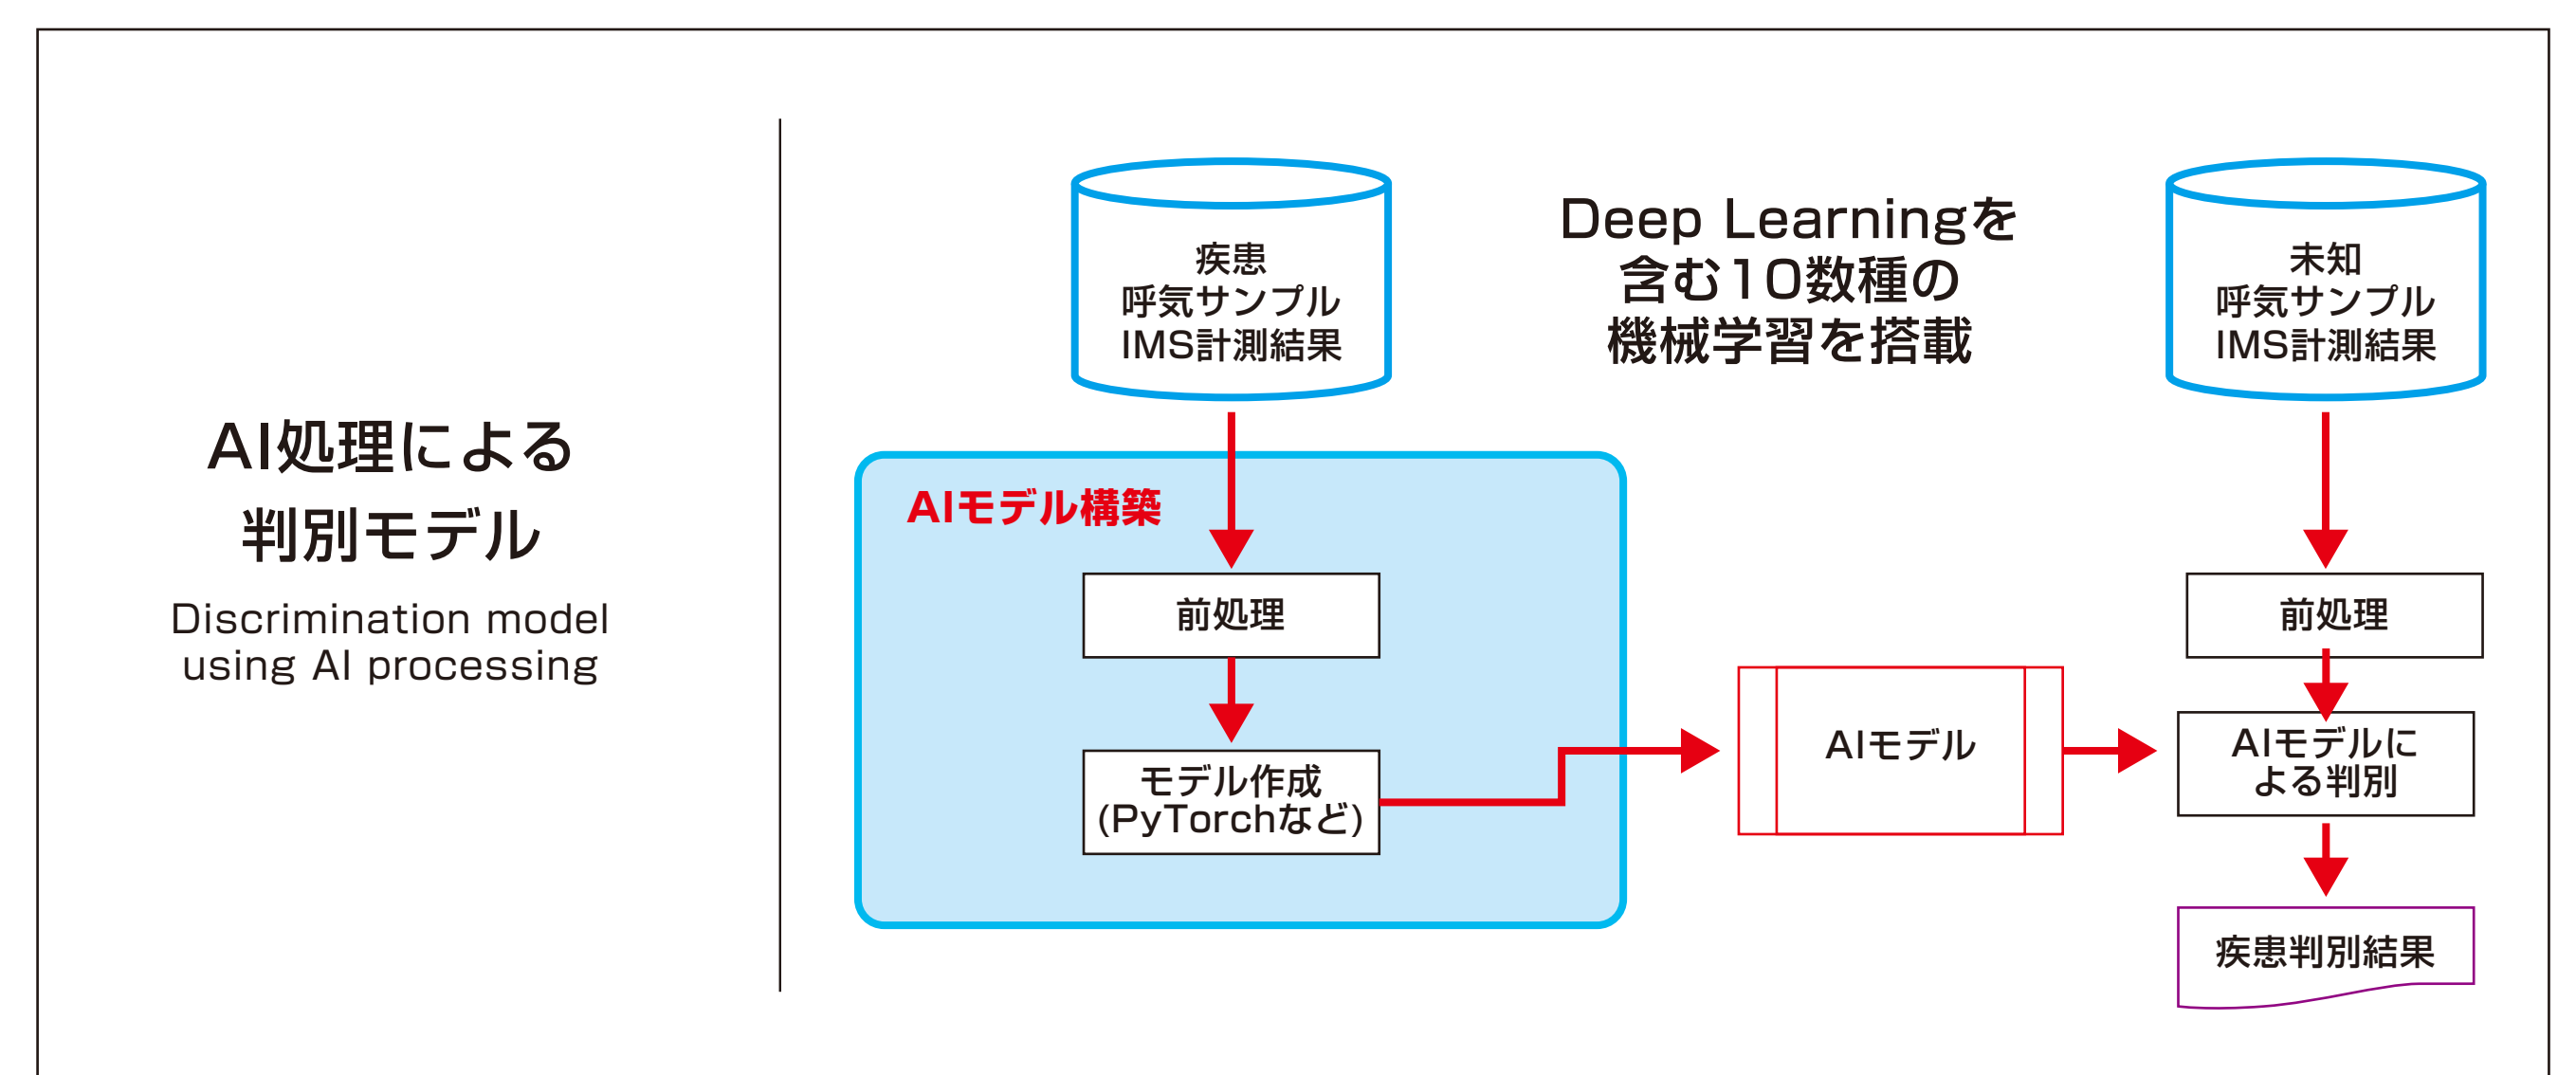 AI処理による
判別モデル
Discrimination model
using AI processing
疾患
呼気サンプル
IMS計測結果
Deep Learningを
含む10数種の
機械学習を搭載
未知
呼気サンプル
IMS計測結果
AIモデル構築
前処理
モデル作成
(PyTorchなど)
AIモデル
前処理
AIモデルに
よる判別
疾患判別結果